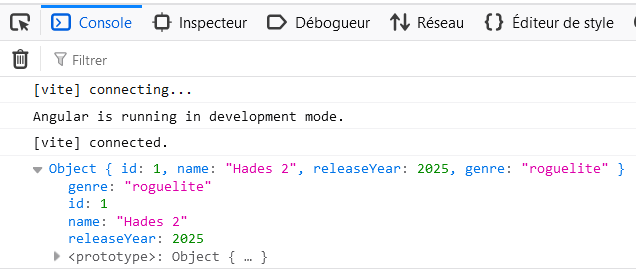 Console Inspecteur Débogueur Réseau Éditeur de style
Filtrer
[vite] connecting...
Angular is running in development mode.
[vite] connected.
Object { id: 1, name: "Hades 2", releaseYear: 2025, genre: "roguelite" }
genre: "roguelite"
id: 1
name: "Hades 2"
releaseYear: 2025
<prototype>: Object { … }